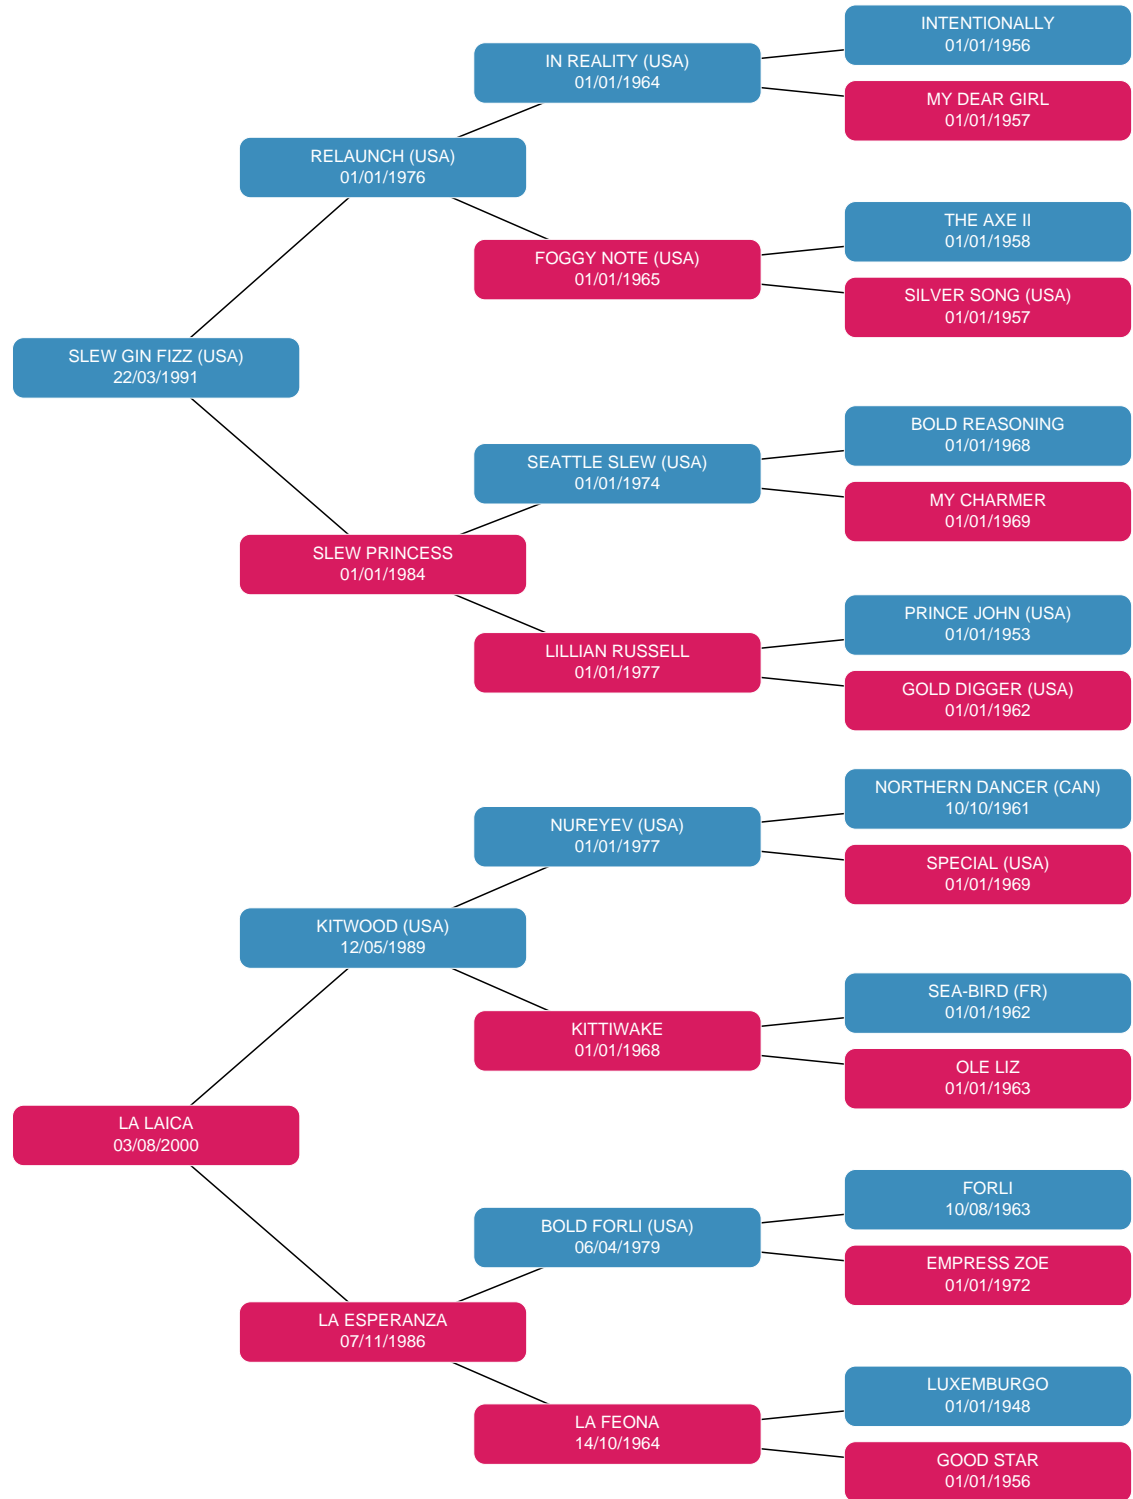 INTENTIONALLY
01/01/1956
IN REALITY (USA)
01/01/1964
MY DEAR GIRL
01/01/1957
RELAUNCH (USA)
01/01/1976
THE AXE II
01/01/1958
FOGGY NOTE (USA)
01/01/1965
SILVER SONG (USA)
01/01/1957
SLEW GIN FIZZ (USA)
22/03/1991
BOLD REASONING
01/01/1968
SEATTLE SLEW (USA)
01/01/1974
MY CHARMER
01/01/1969
SLEW PRINCESS
01/01/1984
PRINCE JOHN (USA)
01/01/1953
LILLIAN RUSSELL
01/01/1977
GOLD DIGGER (USA)
01/01/1962
NORTHERN DANCER (CAN)
10/10/1961
NUREYEV (USA)
01/01/1977
SPECIAL (USA)
01/01/1969
KITWOOD (USA)
12/05/1989
SEA-BIRD (FR)
01/01/1962
KITTIWAKE
01/01/1968
OLE LIZ
01/01/1963
LA LAICA
03/08/2000
FORLI
10/08/1963
BOLD FORLI (USA)
06/04/1979
EMPRESS ZOE
01/01/1972
LA ESPERANZA
07/11/1986
LUXEMBURGO
01/01/1948
LA FEONA
14/10/1964
GOOD STAR
01/01/1956